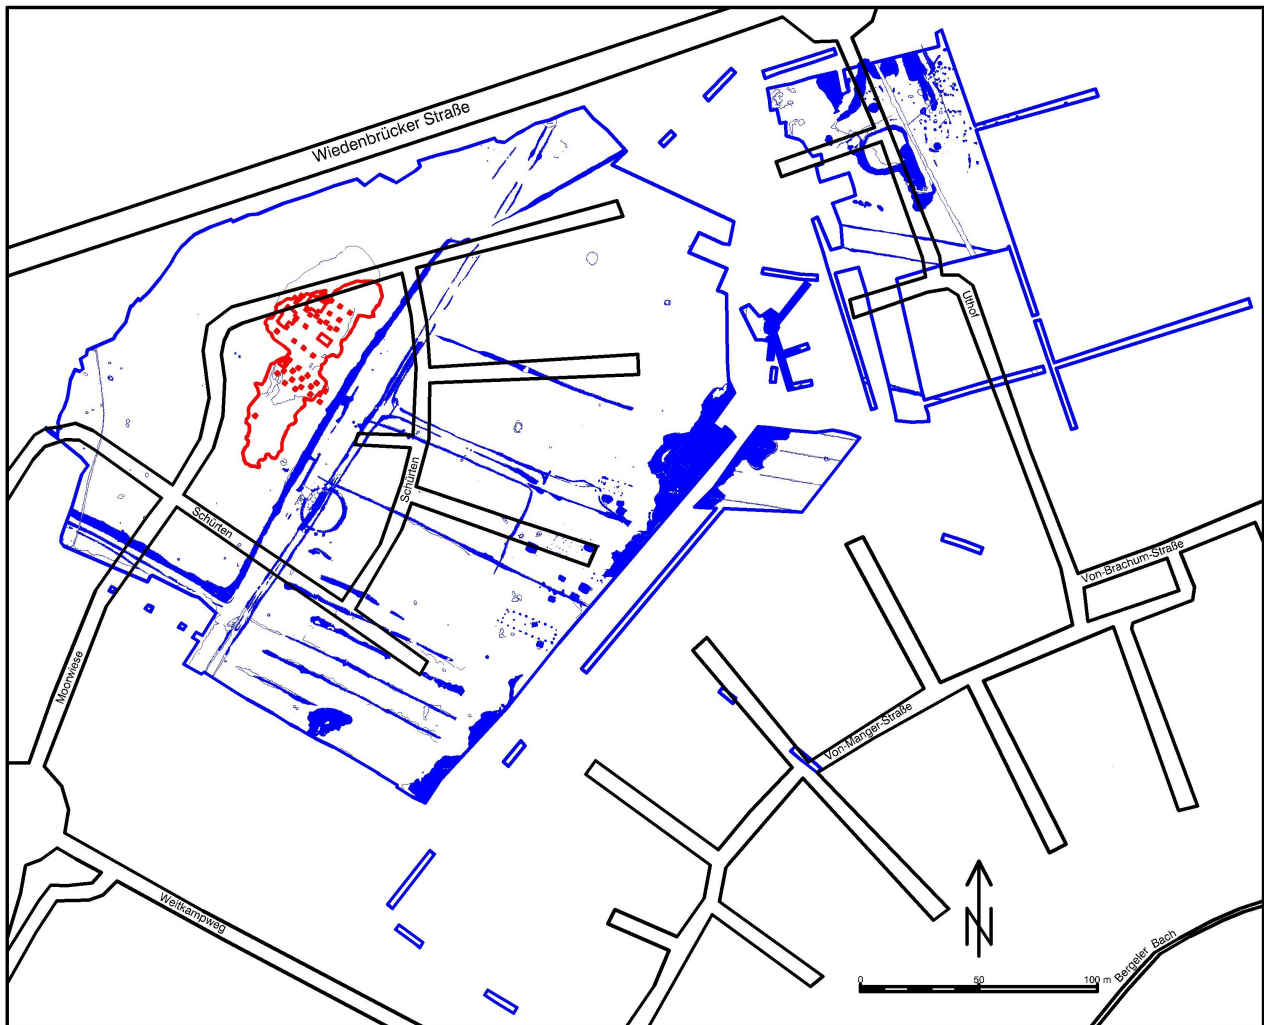 Wiedenbrücker Straße
Uthof
Schürten
Schürten
Von-Brachum-Straße
Moorwiese
Von-Manger-Straße
Weitkampweg
N
Bergeler Bach
0 50 100 m